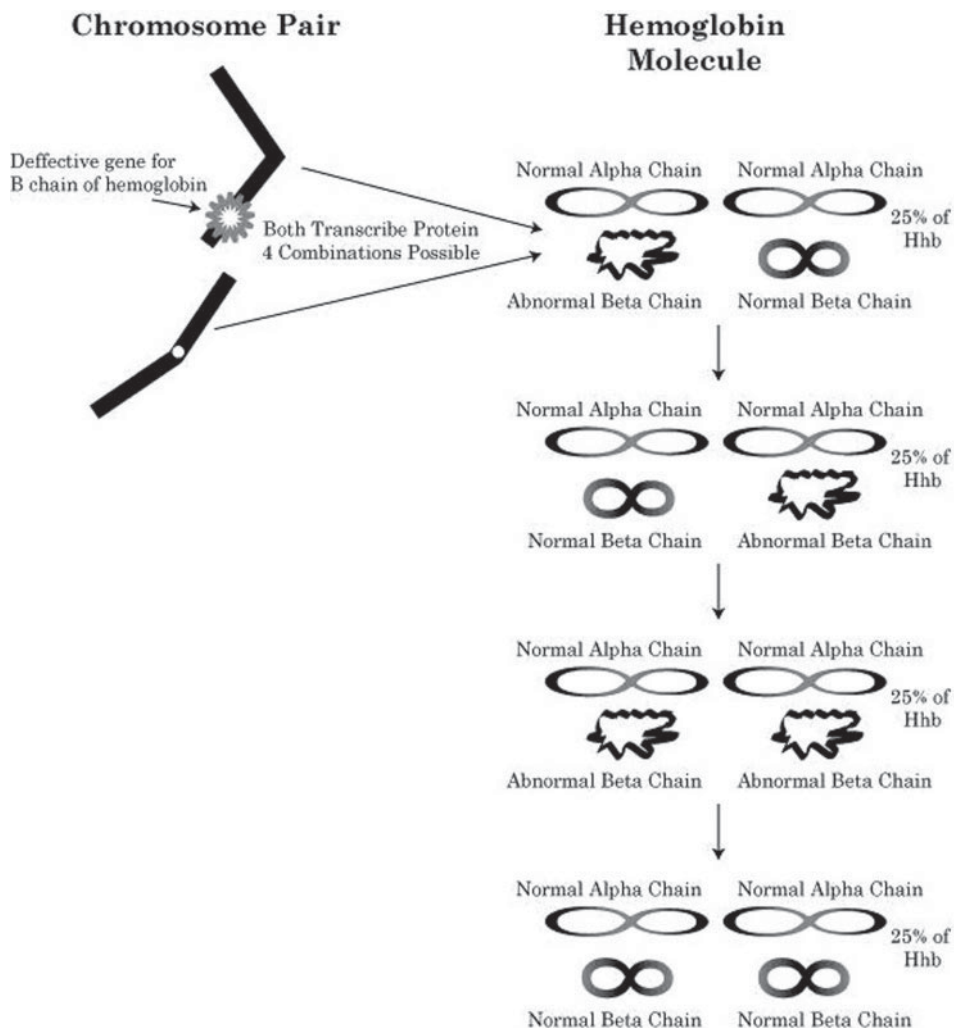 Chromosome Pair
Hemoglobin
Molecule
Deffective gene for
B chain of hemoglobin
Both Transcribe Protein
4 Combinations Possible
Normal Alpha Chain
Normal Alpha Chain
25% of
Hhb
Abnormal Beta Chain
Normal Beta Chain
Normal Alpha Chain
Normal Alpha Chain
25% of
Hhb
Normal Beta Chain
Abnormal Beta Chain
Normal Alpha Chain
Normal Alpha Chain
25% of
Hhb
Abnormal Beta Chain
Abnormal Beta Chain
Normal Alpha Chain
Normal Alpha Chain
25% of
Hhb
Normal Beta Chain
Normal Beta Chain